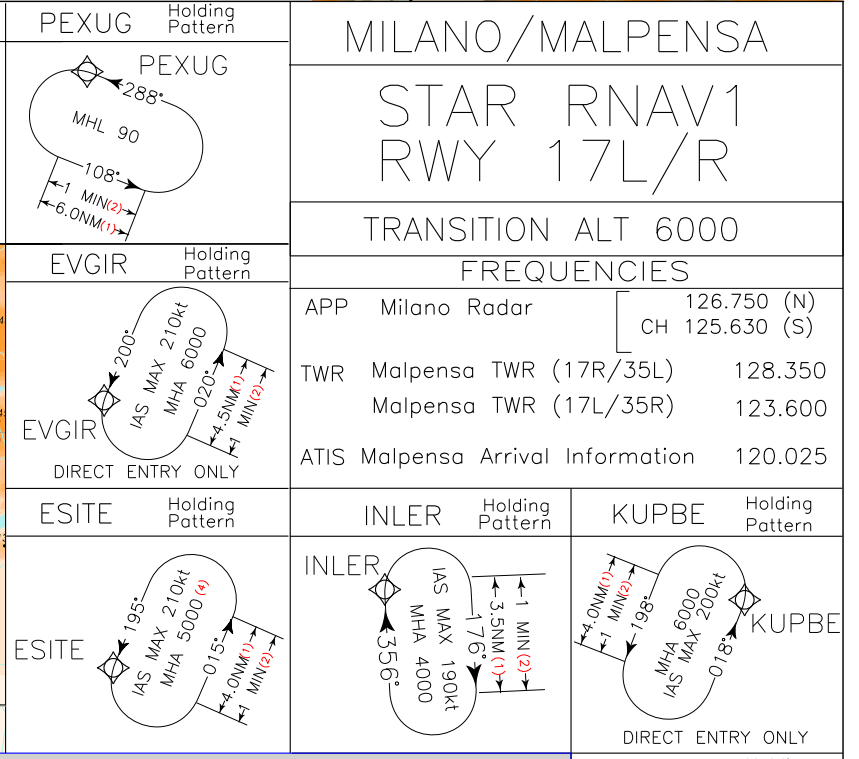 PEXUG Holding Pattern
PEXUG
288°
MHL 90
108°
1 MIN(2)
6.0NM(1)
MILANO/MALPENSA
STAR RNAV1
RWY 17L/R
TRANSITION ALT 6000
EVGIR Holding Pattern
200°
IAS MAX 210kt
MHA 6000
020°
4.5NM(1)
1 MIN(2)
EVGIR
DIRECT ENTRY ONLY
FREQUENCIES
APP Milano Radar 126.750 (N)
CH 125.630 (S)
TWR Malpensa TWR (17R/35L) 128.350
Malpensa TWR (17L/35R) 123.600
ATIS Malpensa Arrival Information 120.025
ESITE Holding Pattern
195°
IAS MAX 210kt
MHA 5000(4)
015°
4.0NM(1)
1 MIN(2)
ESITE
INLER Holding Pattern
INLER
356°
IAS MAX 190kt
MHA 4000
176°
3.5NM(1)
1 MIN(2)
KUPBE Holding Pattern
4.0NM(1)
1 MIN(2)
198°
MHA 6000
IAS MAX 200kt
018°
KUPBE
DIRECT ENTRY ONLY